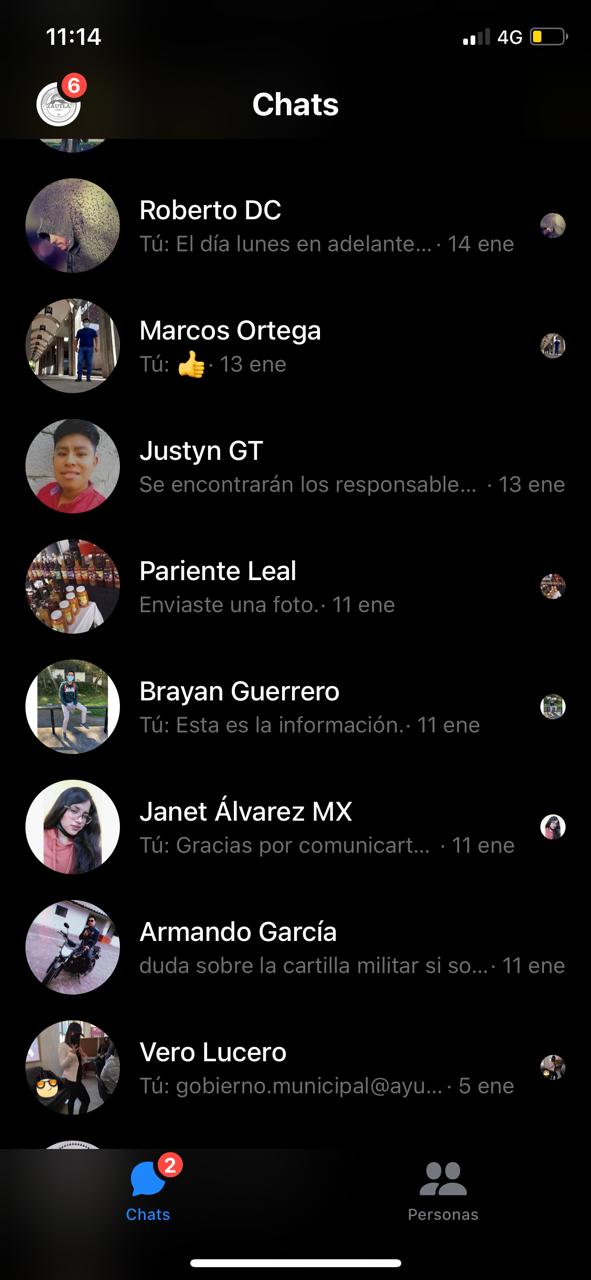 11:14
4G
6
Chats
Roberto DC
Tú: El día lunes en adelante... · 14 ene
Marcos Ortega
Tú: 👍 · 13 ene
Justyn GT
Se encontrarán los responsable... · 13 ene
Pariente Leal
Enviaste una foto. · 11 ene
Brayan Guerrero
Tú: Esta es la información. · 11 ene
Janet Álvarez MX
Tú: Gracias por comunicart... · 11 ene
Armando García
duda sobre la cartilla militar si so... · 11 ene
Vero Lucero
Tú: gobierno.municipal@ayu... · 5 ene
2
Chats
Personas